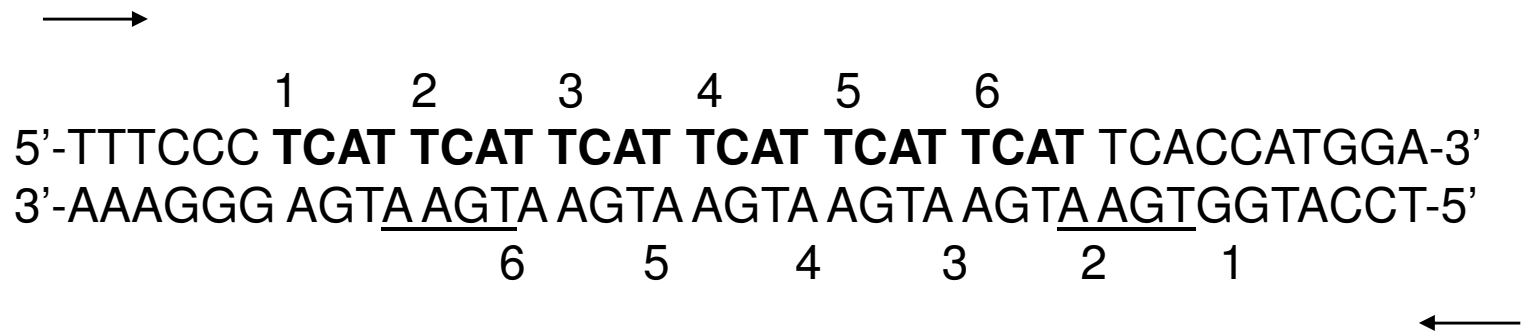 1 2 3 4 5 6
5’-TTTCCC TCAT TCAT TCAT TCAT TCAT TCAT TCACCATGGA-3’
3’-AAAGGG AGTA AGTA AGTA AGTA AGTA AGTA AGTGGTACCT-5’
6 5 4 3 2 1